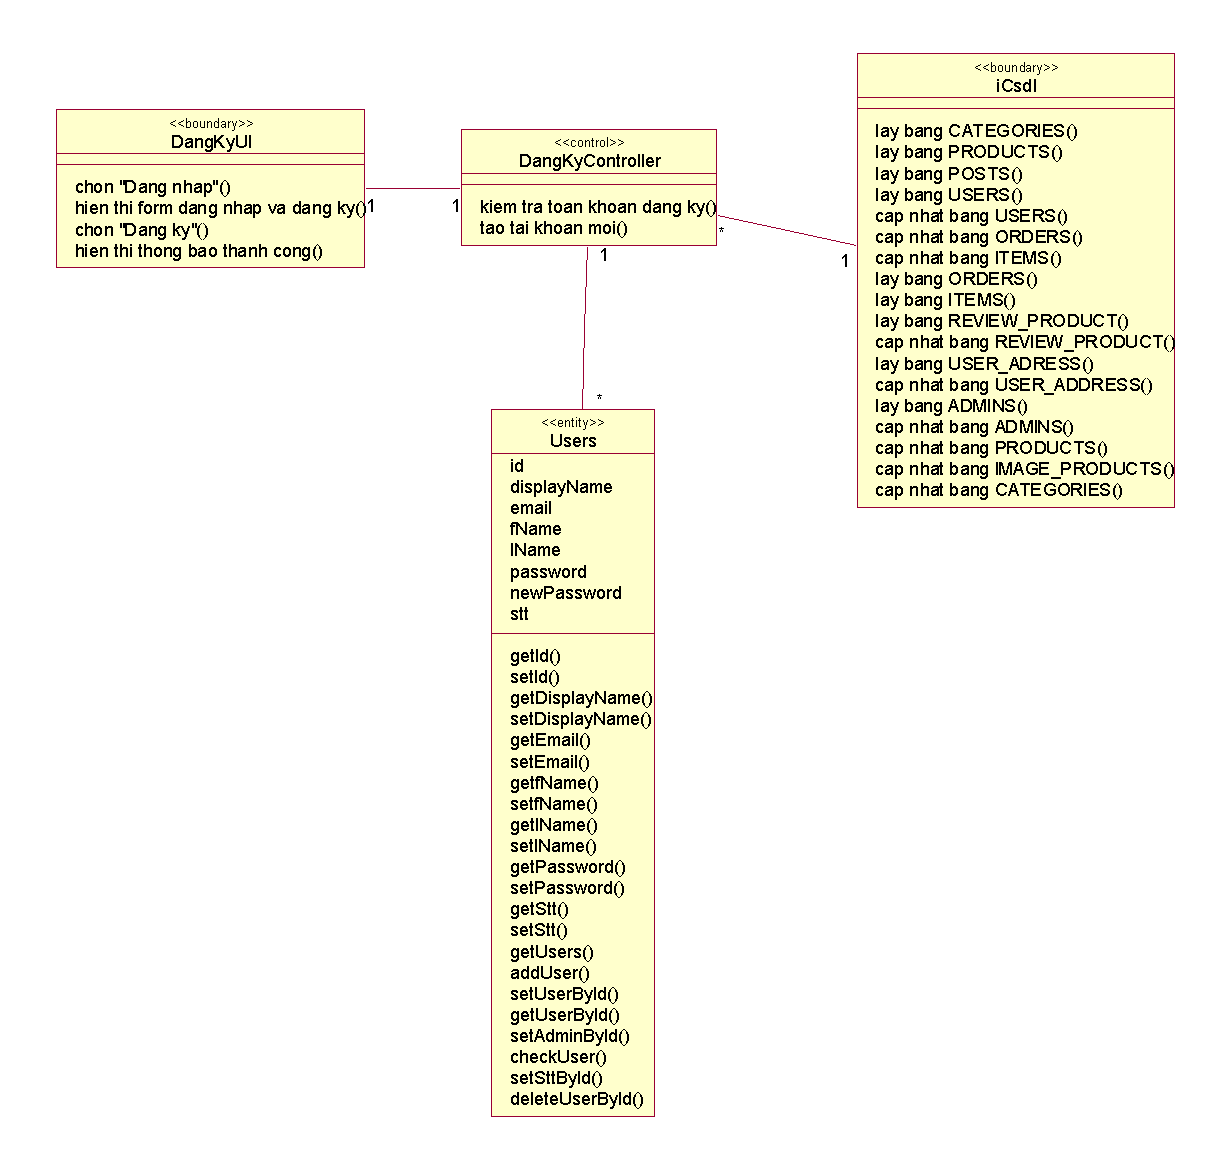 <<boundary>>
DangKyUI
chon "Dang nhap"()
hien thi form dang nhap va dang ky()
chon "Dang ky"()
hien thi thong bao thanh cong()
1
1
<<control>>
DangKyController
kiem tra toan khoan dang ky()
tao tai khoan moi()
*
1
1
*
<<boundary>>
iCsdl
lay bang CATEGORIES()
lay bang PRODUCTS()
lay bang POSTS()
lay bang USERS()
cap nhat bang USERS()
cap nhat bang ORDERS()
cap nhat bang ITEMS()
lay bang ORDERS()
lay bang ITEMS()
lay bang REVIEW_PRODUCT()
cap nhat bang REVIEW_PRODUCT()
lay bang USER_ADRESS()
cap nhat bang USER_ADDRESS()
lay bang ADMINS()
cap nhat bang ADMINS()
cap nhat bang PRODUCTS()
cap nhat bang IMAGE_PRODUCTS()
cap nhat bang CATEGORIES()
<<entity>>
Users
id
displayName
email
fName
lName
password
newPassword
stt
getId()
setId()
getDisplayName()
setDisplayName()
getEmail()
setEmail()
getfName()
setfName()
getlName()
setlName()
getPassword()
setPassword()
getStt()
setStt()
getUsers()
addUser()
setUserById()
getUserById()
setAdminById()
checkUser()
setSttById()
deleteUserById()